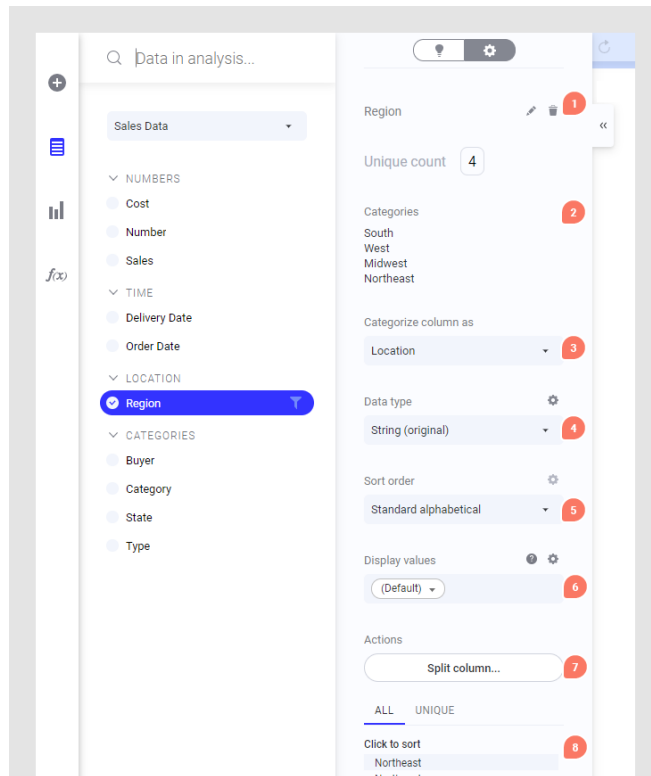 Data in analysis...
Sales Data
NUMBERS
Cost
Number
Sales
TIME
Delivery Date
Order Date
LOCATION
Region
CATEGORIES
Buyer
Category
State
Type
f(x)
Region
1
Unique count 4
Categories
2
South
West
Midwest
Northeast
Categorize column as
Location
3
Data type
String (original)
4
Sort order
Standard alphabetical
5
Display values
(Default)
6
Actions
Split column...
7
ALL UNIQUE
Click to sort
8
Northeast